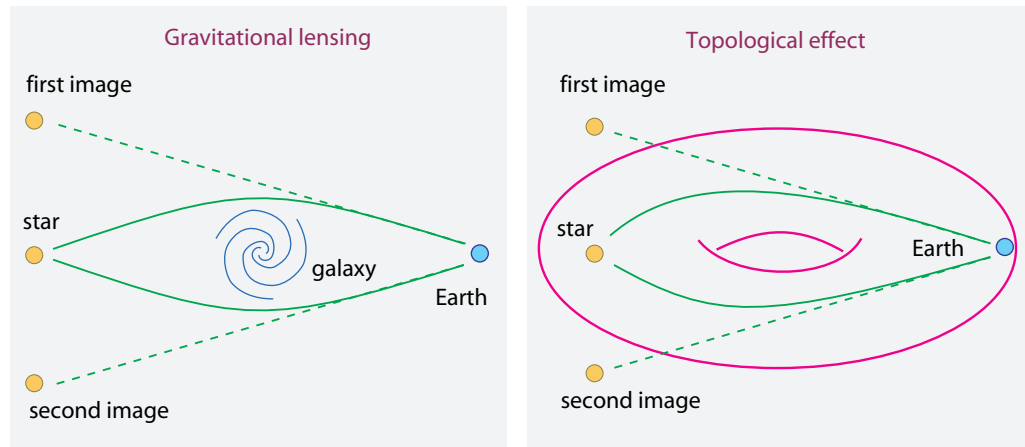 Gravitational lensing
first image
star
galaxy
Earth
second image
Topological effect
first image
star
Earth
second image